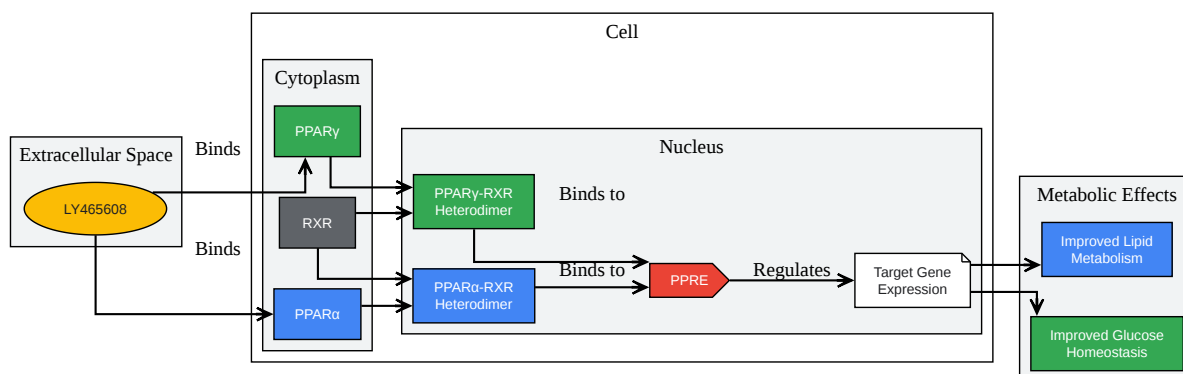 Cell
Cytoplasm
PPARγ
Binds
Extracellular Space
Nucleus
LY465608
PPARγ-RXR
Heterodimer
Binds to
Metabolic Effects
RXR
Binds
Improved Lipid
Metabolism
PPARα-RXR
Heterodimer
Binds to
PPRE
Regulates
Target Gene
Expression
PPARα
Improved Glucose
Homeostasis